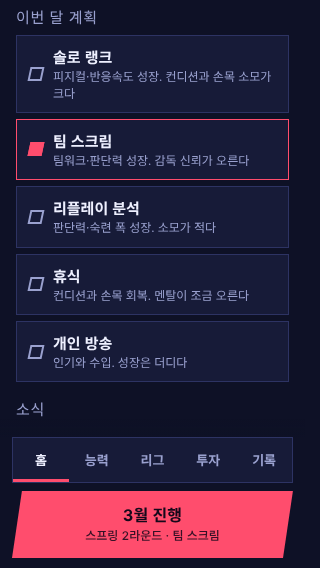 이번 달 계획
솔로 랭크
피지컬·반응속도 성장. 컨디션과 손목 소모가
크다
팀 스크림
팀워크·판단력 성장. 감독 신뢰가 오른다
리플레이 분석
판단력·숙련 폭 성장. 소모가 적다
휴식
컨디션과 손목 회복. 멘탈이 조금 오른다
개인 방송
인기와 수입. 성장은 더디다
소식
홈 능력 리그 투자 기록
3월 진행
스프링 2라운드 · 팀 스크림